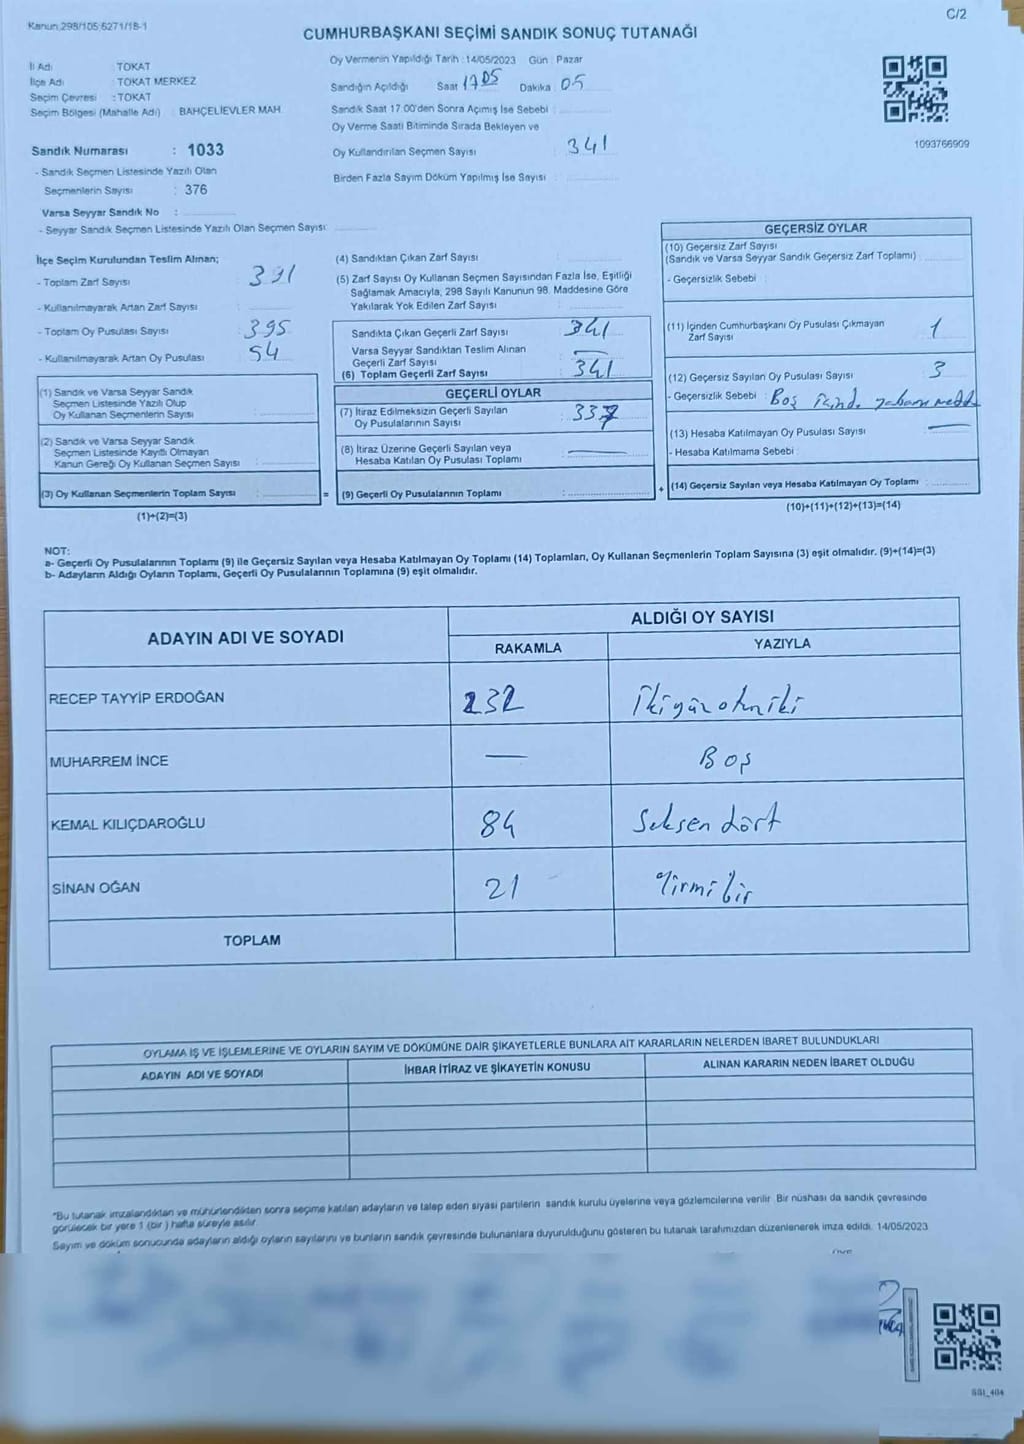 Kanun:298/105,6271/18-1
C/2
CUMHURBAŞKANI SEÇİMİ SANDIK SONUÇ TUTANAĞI
İl Adı : TOKAT
İlçe Adı : TOKAT MERKEZ
Seçim Çevresi : TOKAT
Seçim Bölgesi (Mahalle Adı) : BAHÇELİEVLER MAH.
Sandık Numarası : 1033
- Sandık Seçmen Listesinde Yazılı Olan
Seçmenlerin Sayısı : 376
Varsa Seyyar Sandık No :
- Seyyar Sandık Seçmen Listesinde Yazılı Olan Seçmen Sayısı:
Oy Vermenin Yapıldığı Tarih : 14/05/2023 Gün : Pazar
Sandığın Açıldığı Saat 1705 Dakika 05
Sandık Saat 17.00'den Sonra Açımış İse Sebebi :
Oy Verme Saati Bitiminde Sırada Bekleyen ve
Oy Kullandırılan Seçmen Sayısı : 341
Birden Fazla Sayım Döküm Yapılmış İse Sayısı :
1093766909
İlçe Seçim Kurulundan Teslim Alınan;
- Toplam Zarf Sayısı : 391
- Kullanılmayarak Artan Zarf Sayısı :
- Toplam Oy Pusulası Sayısı : 395
- Kullanılmayarak Artan Oy Pusulası : 54
(1) Sandık ve Varsa Seyyar Sandık
Seçmen Listesinde Yazılı Olup
Oy Kullanan Seçmenlerin Sayısı :
(2) Sandık ve Varsa Seyyar Sandık
Seçmen Listesinde Kayıtlı Olmayan
Kanun Gereği Oy Kullanan Seçmen Sayısı :
(3) Oy Kullanan Seçmenlerin Toplam Sayısı : =
(1)+(2)=(3)
(4) Sandıktan Çıkan Zarf Sayısı :
(5) Zarf Sayısı Oy Kullanan Seçmen Sayısından Fazla İse, Eşitliği
Sağlamak Amacıyla, 298 Sayılı Kanunun 98. Maddesine Göre
Yakılarak Yok Edilen Zarf Sayısı :
Sandıkta Çıkan Geçerli Zarf Sayısı : 341
Varsa Seyyar Sandıktan Teslim Alınan
Geçerli Zarf Sayısı : —
(6) Toplam Geçerli Zarf Sayısı : 341
GEÇERLİ OYLAR
(7) İtiraz Edilmeksizin Geçerli Sayılan
Oy Pusulalarının Sayısı : 337
(8) İtiraz Üzerine Geçerli Sayılan veya
Hesaba Katılan Oy Pusulası Toplamı : —
(9) Geçerli Oy Pusulalarının Toplamı : +
GEÇERSİZ OYLAR
(10) Geçersiz Zarf Sayısı
(Sandık ve Varsa Seyyar Sandık Geçersiz Zarf Toplamı) :
- Geçersizlik Sebebi :
(11) İçinden Cumhurbaşkanı Oy Pusulası Çıkmayan
Zarf Sayısı : 1
(12) Geçersiz Sayılan Oy Pusulası Sayısı : 3
- Geçersizlik Sebebi : Boş içinde yabancı madde
(13) Hesaba Katılmayan Oy Pusulası Sayısı : —
- Hesaba Katılmama Sebebi :
(14) Geçersiz Sayılan veya Hesaba Katılmayan Oy Toplamı :
(10)+(11)+(12)+(13)=(14)
NOT:
a- Geçerli Oy Pusulalarının Toplamı (9) ile Geçersiz Sayılan veya Hesaba Katılmayan Oy Toplamı (14) Toplamları, Oy Kullanan Seçmenlerin Toplam Sayısına (3) eşit olmalıdır. (9)+(14)=(3)
b- Adayların Aldığı Oyların Toplamı, Geçerli Oy Pusulalarının Toplamına (9) eşit olmalıdır.
ADAYIN ADI VE SOYADI ALDIĞI OY SAYISI
RAKAMLA YAZIYLA
RECEP TAYYİP ERDOĞAN 232 İkiyüz otuz iki
MUHARREM İNCE — Boş
KEMAL KILIÇDAROĞLU 84 Seksen dört
SİNAN OĞAN 21 Yirmi bir
TOPLAM
OYLAMA İŞ VE İŞLEMLERİNE VE OYLARIN SAYIM VE DÖKÜMÜNE DAİR ŞİKAYETLERLE BUNLARA AİT KARARLARIN NELERDEN İBARET BULUNDUKLARI
ADAYIN ADI VE SOYADI İHBAR İTİRAZ VE ŞİKAYETİN KONUSU ALINAN KARARIN NEDEN İBARET OLDUĞU
"Bu tutanak imzalandıktan ve mühürlendikten sonra seçime katılan adayların ve talep eden siyasi partilerin sandık kurulu üyelerine veya gözlemcilerine verilir. Bir nüshası da sandık çevresinde
görülecek bir yere 1 (bir) hafta süreyle asılır.
Sayım ve döküm sonucunda adayların aldığı oyların sayılarını ve bunların sandık çevresinde bulunanlara duyurulduğunu gösteren bu tutanak tarafımızdan düzenlenerek imza edildi. 14/05/2023